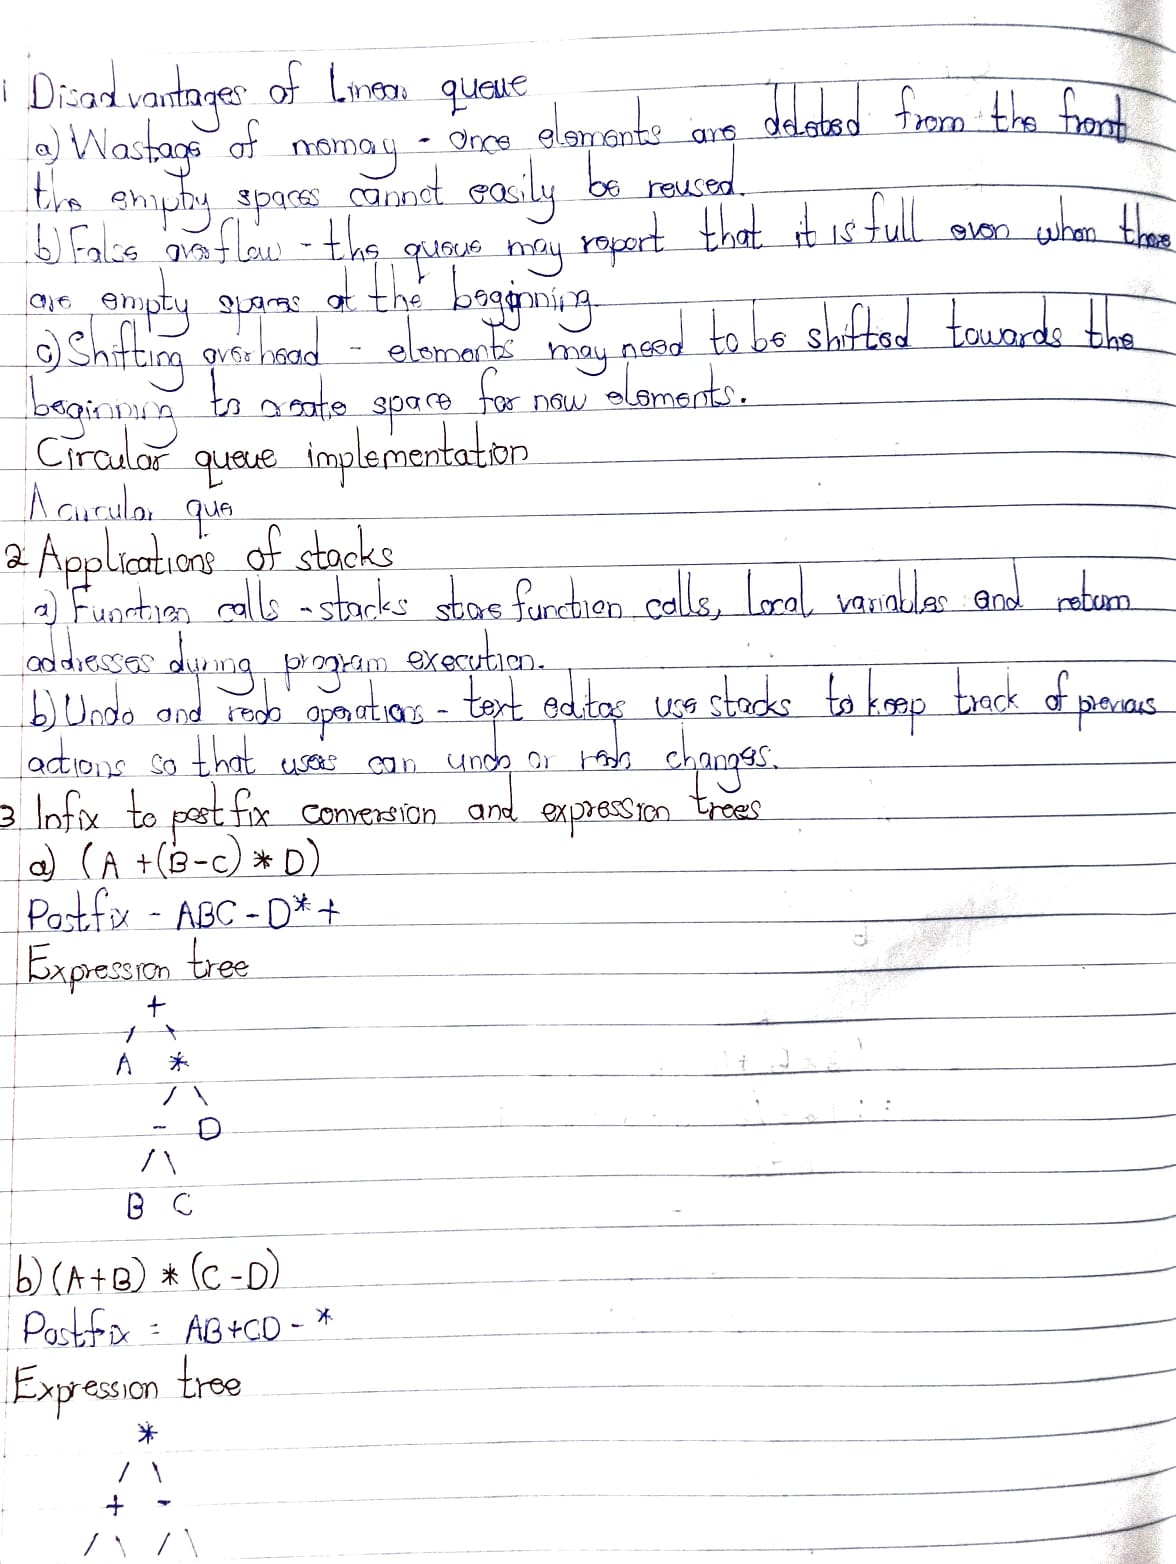 1 Disadvantages of Linear queue
a) Wastage of memory - Once elements are deleted from the front
the empty spaces cannot easily be reused.
b) False overflow - the queue may report that it is full even when there
are empty spaces at the beginning
c) Shifting overhead - elements may need to be shifted towards the
beginning to create space for new elements.
Circular queue implementation
A circular que
2 Applications of stacks
a) Function calls - stacks store function calls, local variables and return
addresses during program execution.
b) Undo and redo operations - text editors use stacks to keep track of previous
actions so that users can undo or redo changes.
3 Infix to postfix conversion and expression trees
a) (A + (B-C) * D)
Postfix - ABC - D* +
Expression tree
+
/ \
A *
/ \
- D
/ \
B C
b) (A+B) * (C-D)
Postfix = AB+CD - *
Expression tree
*
/ \
+ -
/ \ / \